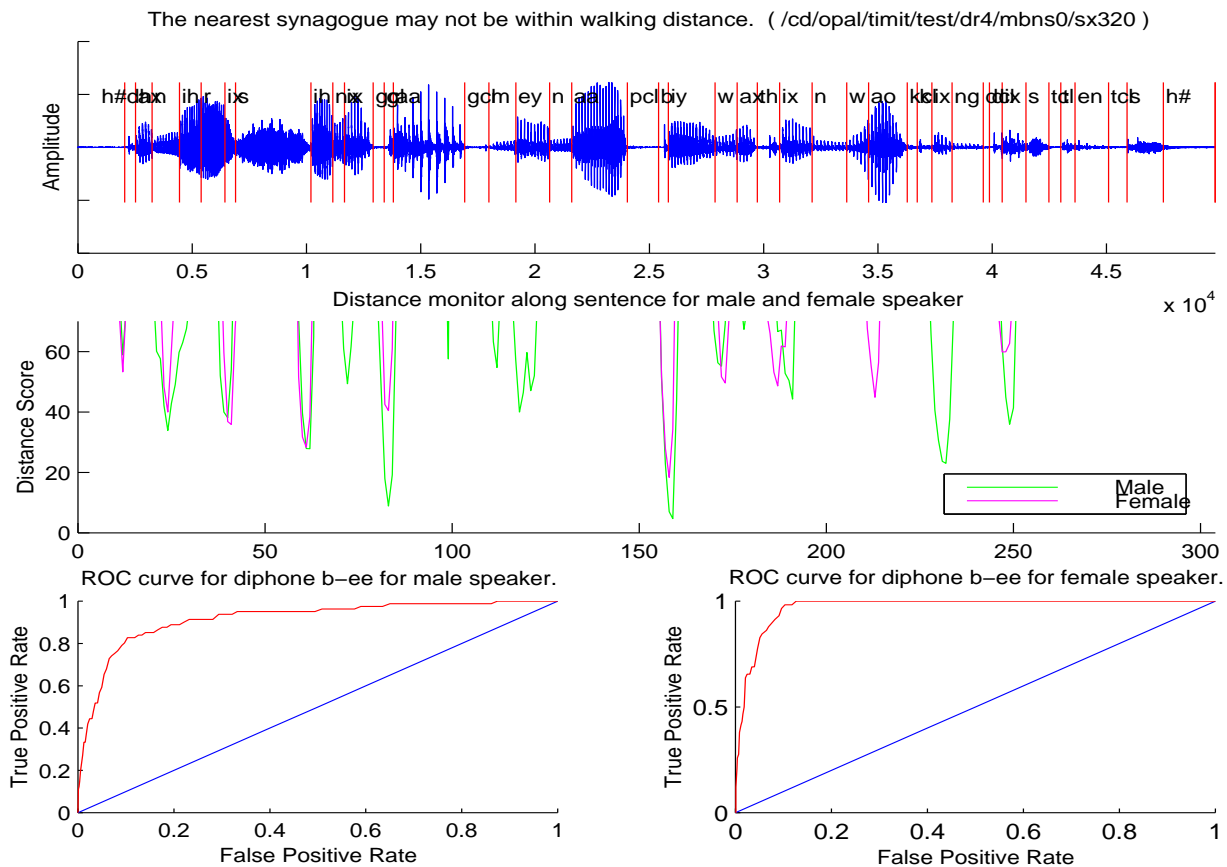 The nearest synagogue may not be within walking distance. ( /cd/opal/timit/test/dr4/mbns0/sx320 )
h# ih r ix s ih n ix gcl m ey n aa pcl b iy w ax th ix n w ao kcl ix ng dcl s tcl en tcl s h#
Amplitude
0 0.5 1 1.5 2 2.5 3 3.5 4 4.5
x 10^4
Distance monitor along sentence for male and female speaker
Distance Score
60
40
20
0
Male
Female
0 50 100 150 200 250 300
ROC curve for diphone b-ee for male speaker.
True Positive Rate
1
0.8
0.6
0.4
0.2
0
0 0.2 0.4 0.6 0.8 1
False Positive Rate
ROC curve for diphone b-ee for female speaker.
True Positive Rate
1
0.5
0
0 0.2 0.4 0.6 0.8 1
False Positive Rate